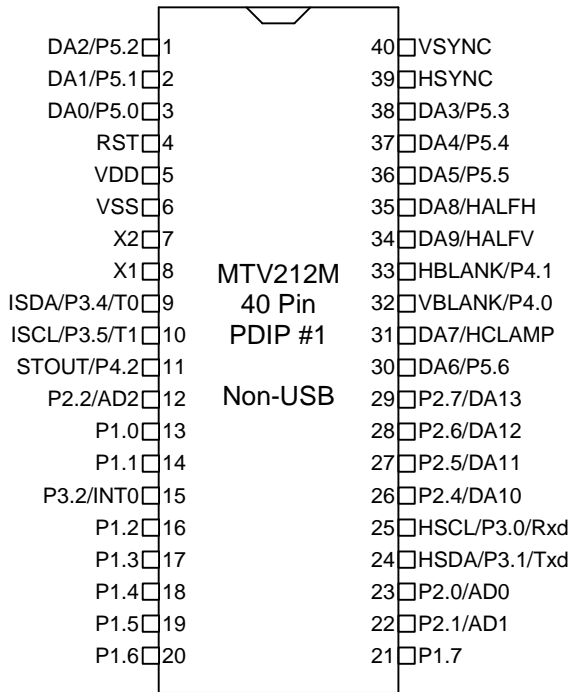 DA2/P5.2 1 40 VSYNC
DA1/P5.1 2 39 HSYNC
DA0/P5.0 3 38 DA3/P5.3
RST 4 37 DA4/P5.4
VDD 5 36 DA5/P5.5
VSS 6 35 DA8/HALFH
X2 7 34 DA9/HALFV
X1 8 MTV212M 33 HBLANK/P4.1
ISDA/P3.4/T0 9 40 Pin 32 VBLANK/P4.0
ISCL/P3.5/T1 10 PDIP #1 31 DA7/HCLAMP
STOUT/P4.2 11 30 DA6/P5.6
P2.2/AD2 12 Non-USB 29 P2.7/DA13
P1.0 13 28 P2.6/DA12
P1.1 14 27 P2.5/DA11
P3.2/INT0 15 26 P2.4/DA10
P1.2 16 25 HSCL/P3.0/Rxd
P1.3 17 24 HSDA/P3.1/Txd
P1.4 18 23 P2.0/AD0
P1.5 19 22 P2.1/AD1
P1.6 20 21 P1.7